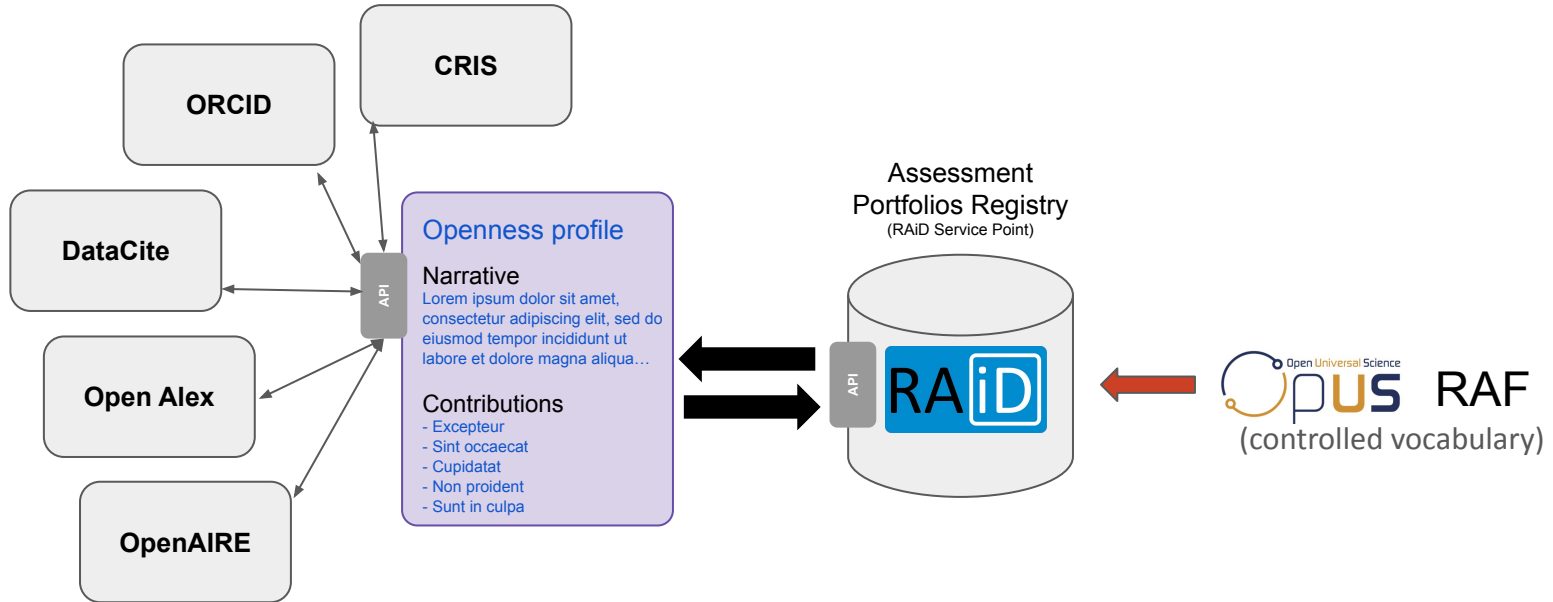 CRIS
ORCID
DataCite
Open Alex
OpenAIRE
API
Openness profile
Narrative
Lorem ipsum dolor sit amet,
consectetur adipiscing elit, sed do
eiusmod tempor incididunt ut
labore et dolore magna aliqua…
Contributions
- Excepteur
- Sint occaecat
- Cupidatat
- Non proident
- Sunt in culpa
Assessment
Portfolios Registry
(RAiD Service Point)
API
RAiD
Open Universal Science
OPUS RAF
(controlled vocabulary)